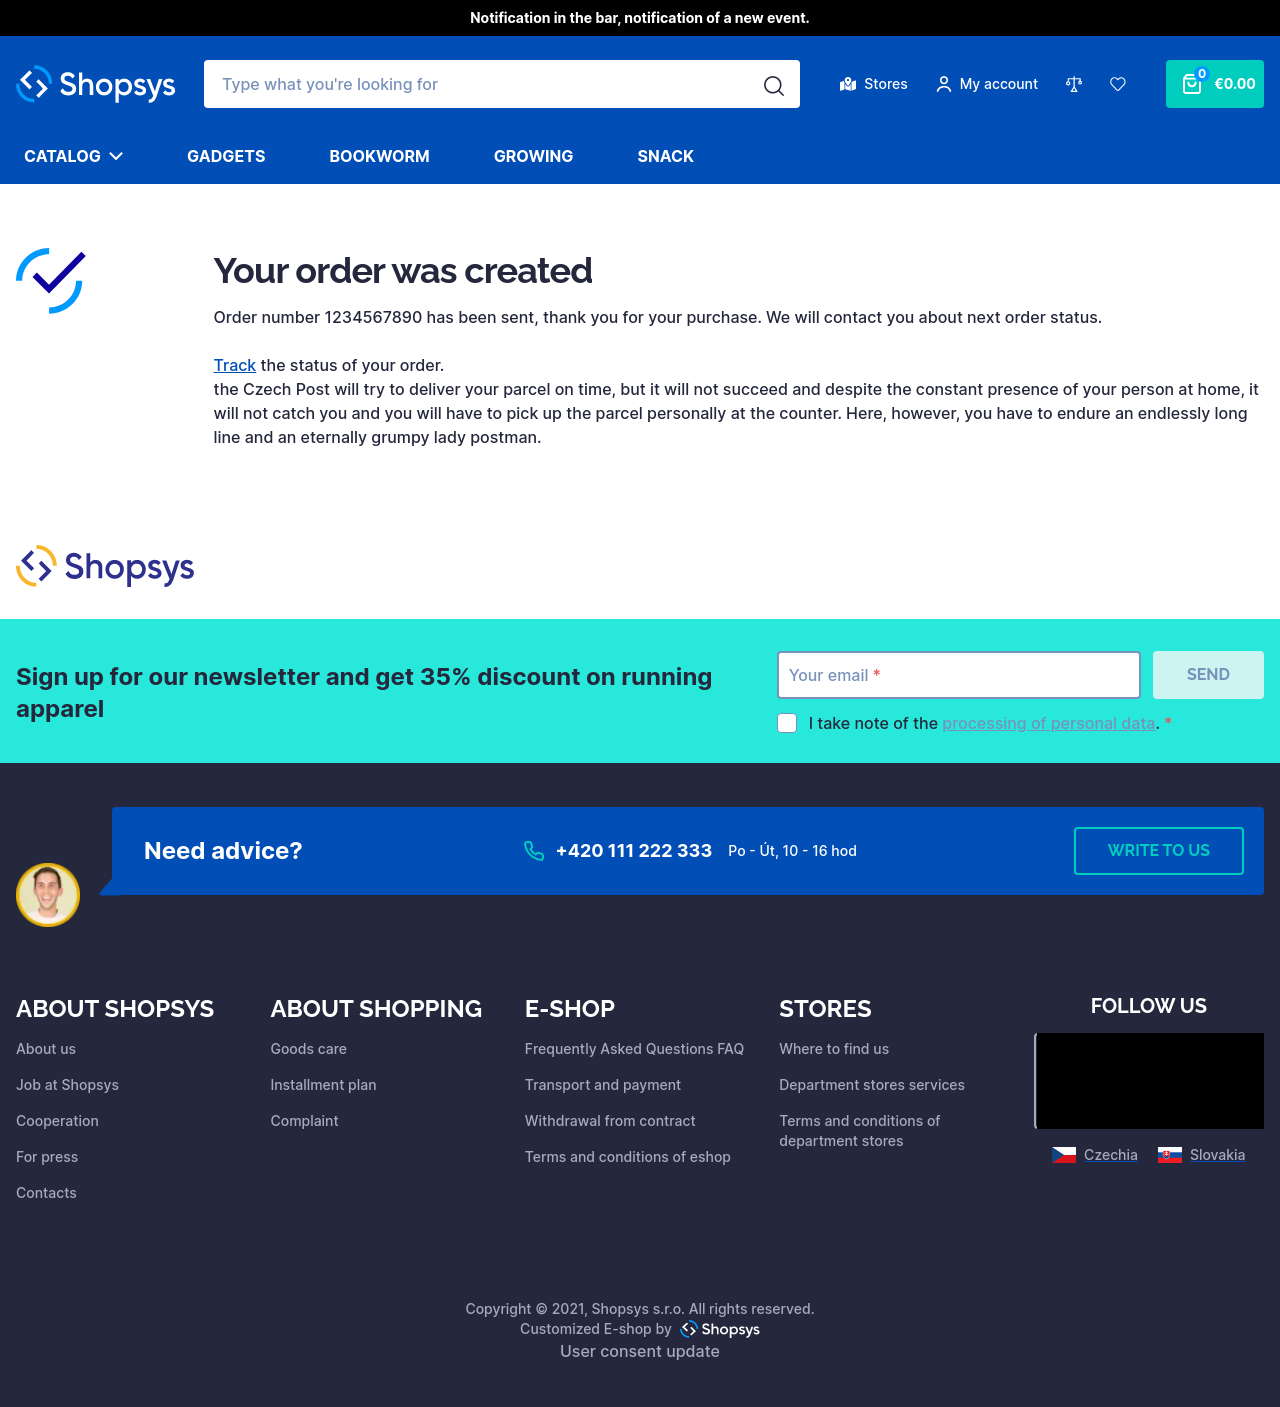 Notification in the bar, notification of a new event.
Shopsys
Type what you're looking for
Stores
My account
0
€0.00
CATALOG
GADGETS
BOOKWORM
GROWING
SNACK
Your order was created
Order number 1234567890 has been sent, thank you for your purchase. We will contact you about next order status.
Track the status of your order.
the Czech Post will try to deliver your parcel on time, but it will not succeed and despite the constant presence of your person at home, it
will not catch you and you will have to pick up the parcel personally at the counter. Here, however, you have to endure an endlessly long
line and an eternally grumpy lady postman.
Shopsys
Sign up for our newsletter and get 35% discount on running
apparel
Your email *
SEND
I take note of the processing of personal data. *
Need advice?
+420 111 222 333
Po - Út, 10 - 16 hod
WRITE TO US
ABOUT SHOPSYS
About us
Job at Shopsys
Cooperation
For press
Contacts
ABOUT SHOPPING
Goods care
Installment plan
Complaint
E-SHOP
Frequently Asked Questions FAQ
Transport and payment
Withdrawal from contract
Terms and conditions of eshop
STORES
Where to find us
Department stores services
Terms and conditions of
department stores
FOLLOW US
Czechia
Slovakia
Copyright © 2021, Shopsys s.r.o. All rights reserved.
Customized E-shop by Shopsys
User consent update